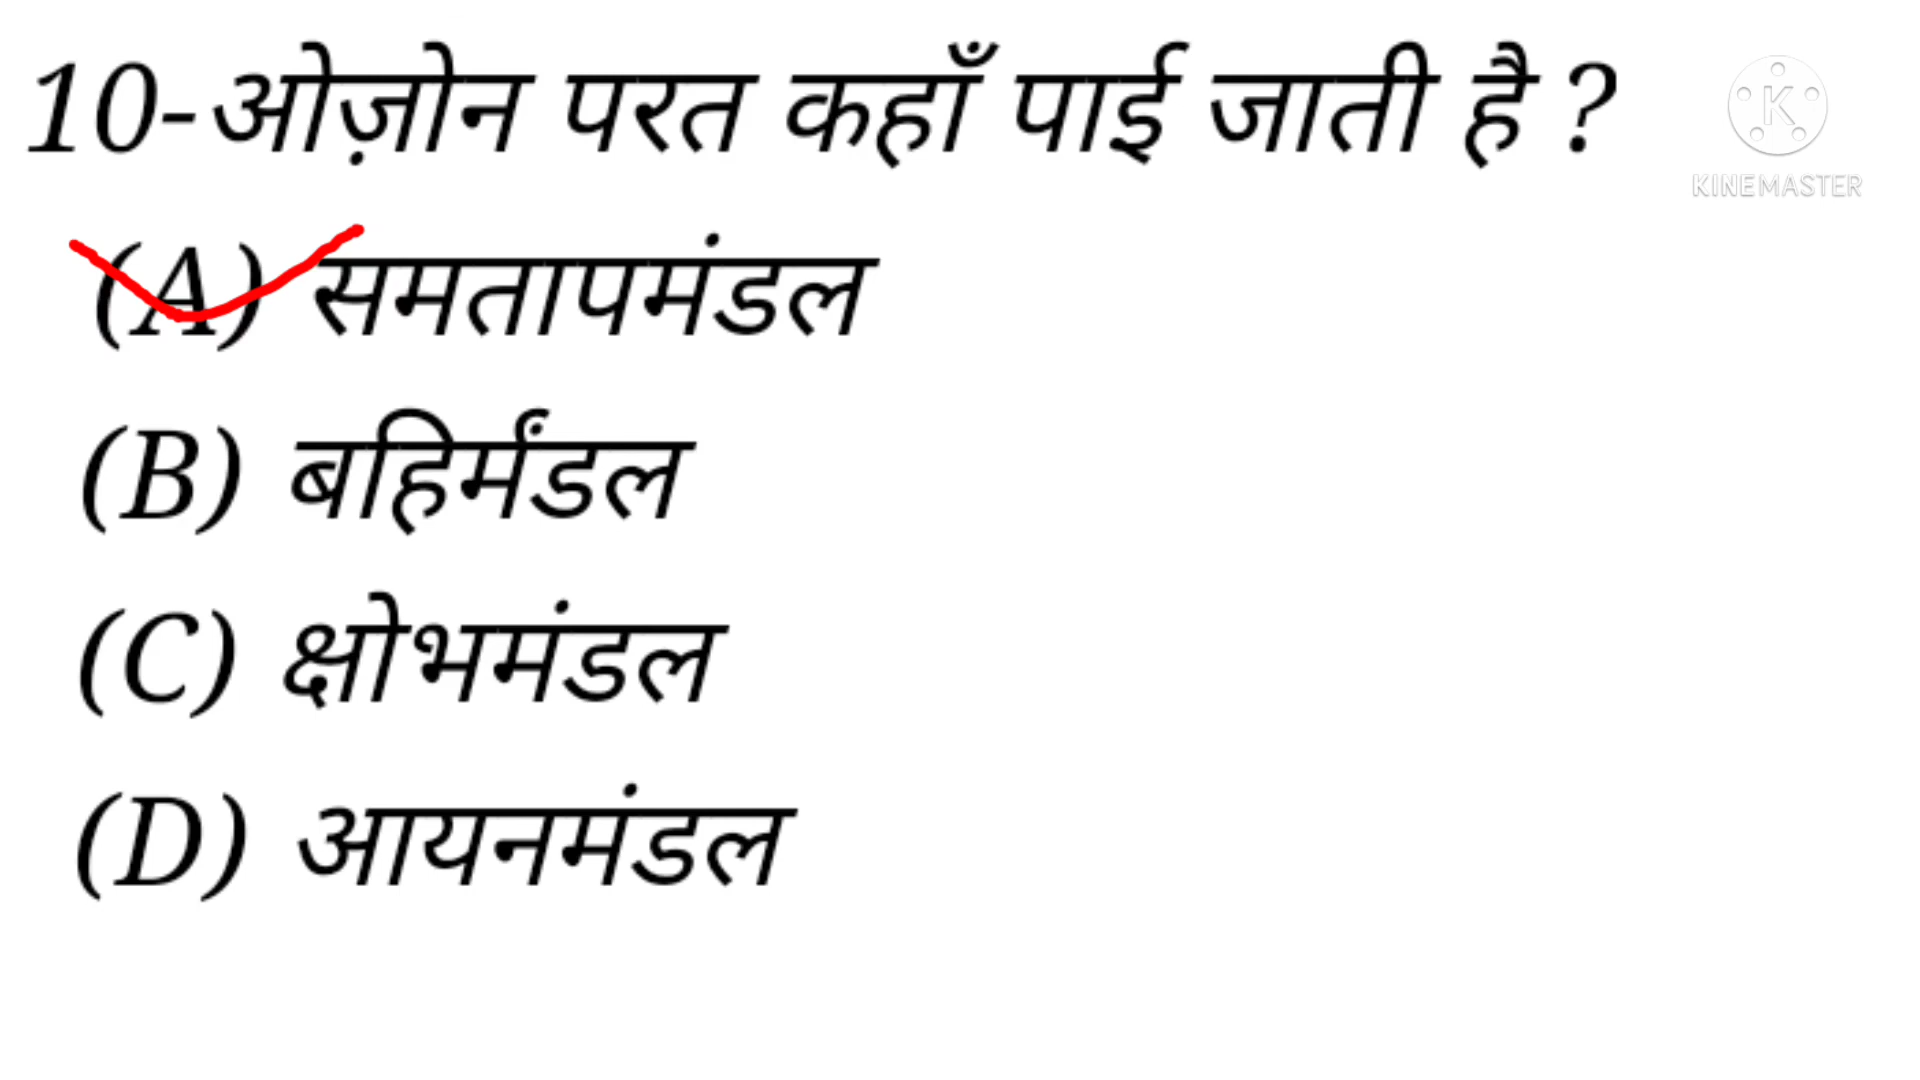 10-ओज़ोन परत कहाँ पाई जाती है ?
KINEMASTER
(A) समतापमंडल
(B) बहिर्मंडल
(C) क्षोभमंडल
(D) आयनमंडल